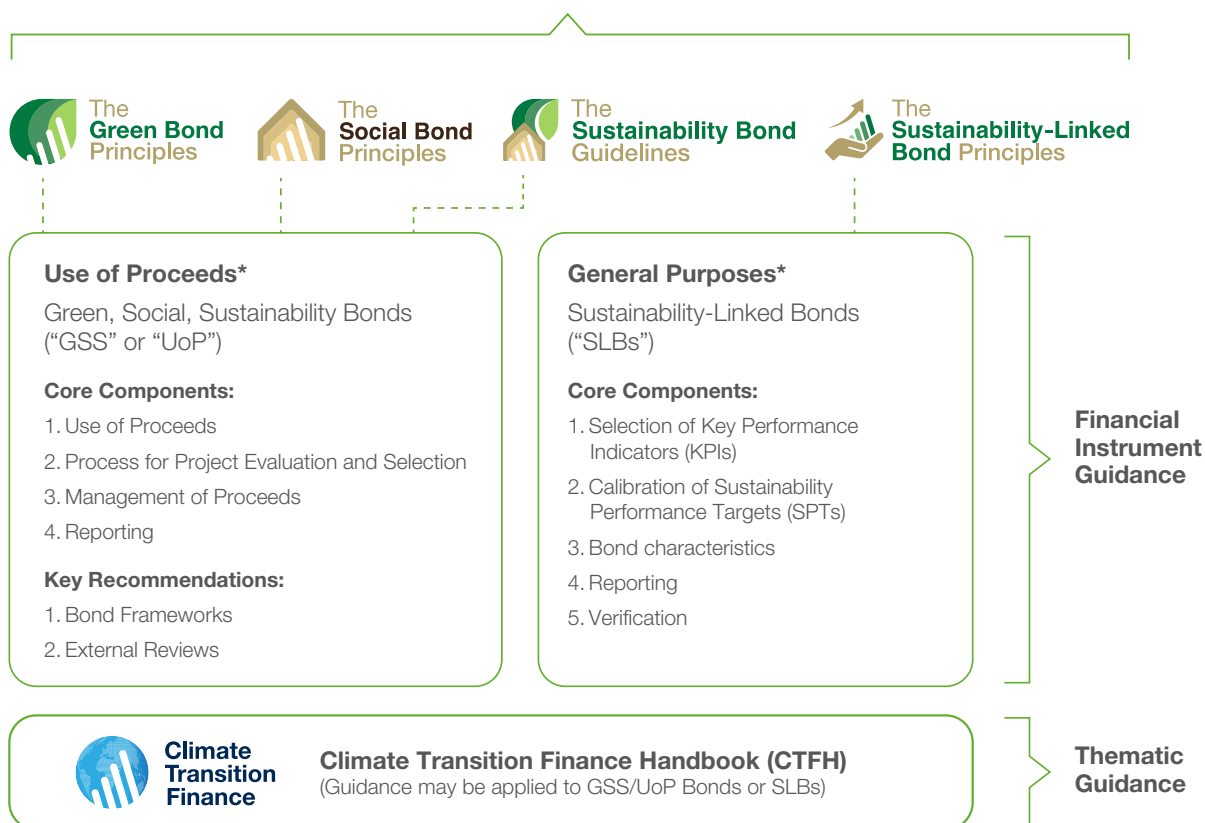 The
Green Bond
Principles
The
Social Bond
Principles
The
Sustainability Bond
Guidelines
The
Sustainability-Linked
Bond Principles
Use of Proceeds*
Green, Social, Sustainability Bonds
(“GSS” or “UoP”)
Core Components:
1. Use of Proceeds
2. Process for Project Evaluation and Selection
3. Management of Proceeds
4. Reporting
Key Recommendations:
1. Bond Frameworks
2. External Reviews
General Purposes*
Sustainability-Linked Bonds
(“SLBs”)
Core Components:
1. Selection of Key Performance
Indicators (KPIs)
2. Calibration of Sustainability
Performance Targets (SPTs)
3. Bond characteristics
4. Reporting
5. Verification
Financial
Instrument
Guidance
Climate
Transition
Finance
Climate Transition Finance Handbook (CTFH)
(Guidance may be applied to GSS/UoP Bonds or SLBs)
Thematic
Guidance